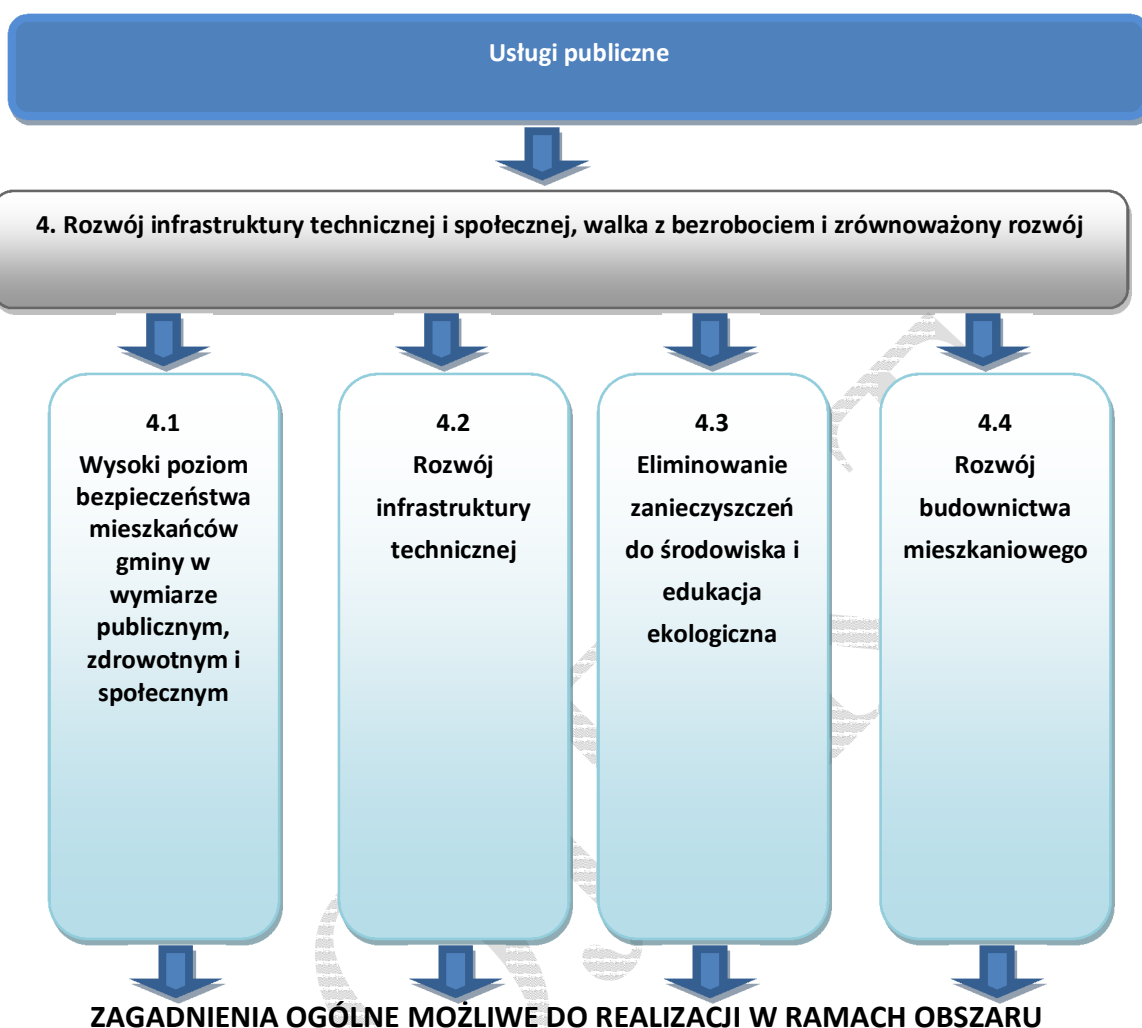 Usługi publiczne
4. Rozwój infrastruktury technicznej i społecznej, walka z bezrobociem i zrównoważony rozwój
4.1
Wysoki poziom
bezpieczeństwa
mieszkańców
gminy w
wymiarze
publicznym,
zdrowotnym i
społecznym
4.2
Rozwój
infrastruktury
technicznej
4.3
Eliminowanie
zanieczyszczeń
do środowiska i
edukacja
ekologiczna
4.4
Rozwój
budownictwa
mieszkaniowego
ZAGADNIENIA OGÓLNE MOŻLIWE DO REALIZACJI W RAMACH OBSZARU